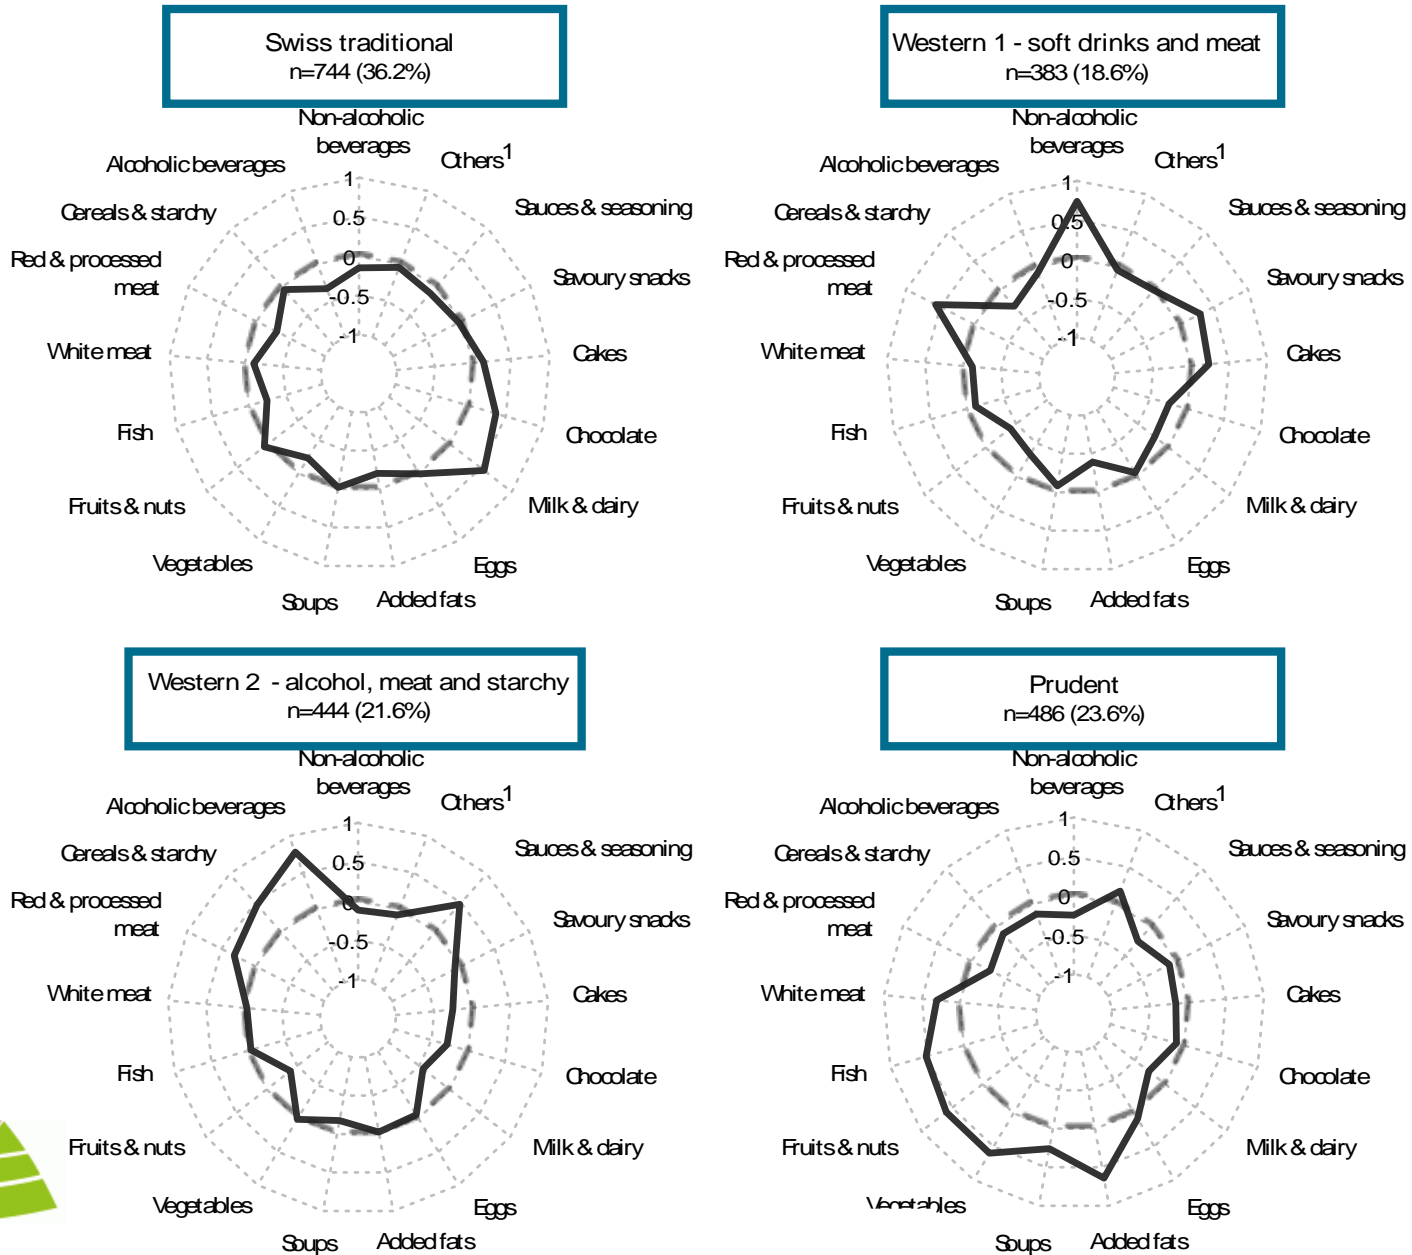 Swiss traditional
n=744 (36.2%)
Non-alcoholic
beverages
Others1
Sauces & seasoning
Savoury snacks
Cakes
Chocolate
Milk & dairy
Eggs
Added fats
Soups
Vegetables
Fruits & nuts
Fish
White meat
Red & processed
meat
Cereals & starchy
Alcoholic beverages
1
0.5
0
-0.5
-1
Western 1 - soft drinks and meat
n=383 (18.6%)
Non-alcoholic
beverages
Others1
Sauces & seasoning
Savoury snacks
Cakes
Chocolate
Milk & dairy
Eggs
Added fats
Soups
Vegetables
Fruits & nuts
Fish
White meat
Red & processed
meat
Cereals & starchy
Alcoholic beverages
1
0.5
0
-0.5
-1
Western 2 - alcohol, meat and starchy
n=444 (21.6%)
Non-alcoholic
beverages
Others1
Sauces & seasoning
Savoury snacks
Cakes
Chocolate
Milk & dairy
Eggs
Added fats
Soups
Vegetables
Fruits & nuts
Fish
White meat
Red & processed
meat
Cereals & starchy
Alcoholic beverages
1
0.5
0
-0.5
-1
Prudent
n=486 (23.6%)
Non-alcoholic
beverages
Others1
Sauces & seasoning
Savoury snacks
Cakes
Chocolate
Milk & dairy
Eggs
Added fats
Soups
Vegetables
Fruits & nuts
Fish
White meat
Red & processed
meat
Cereals & starchy
Alcoholic beverages
1
0.5
0
-0.5
-1